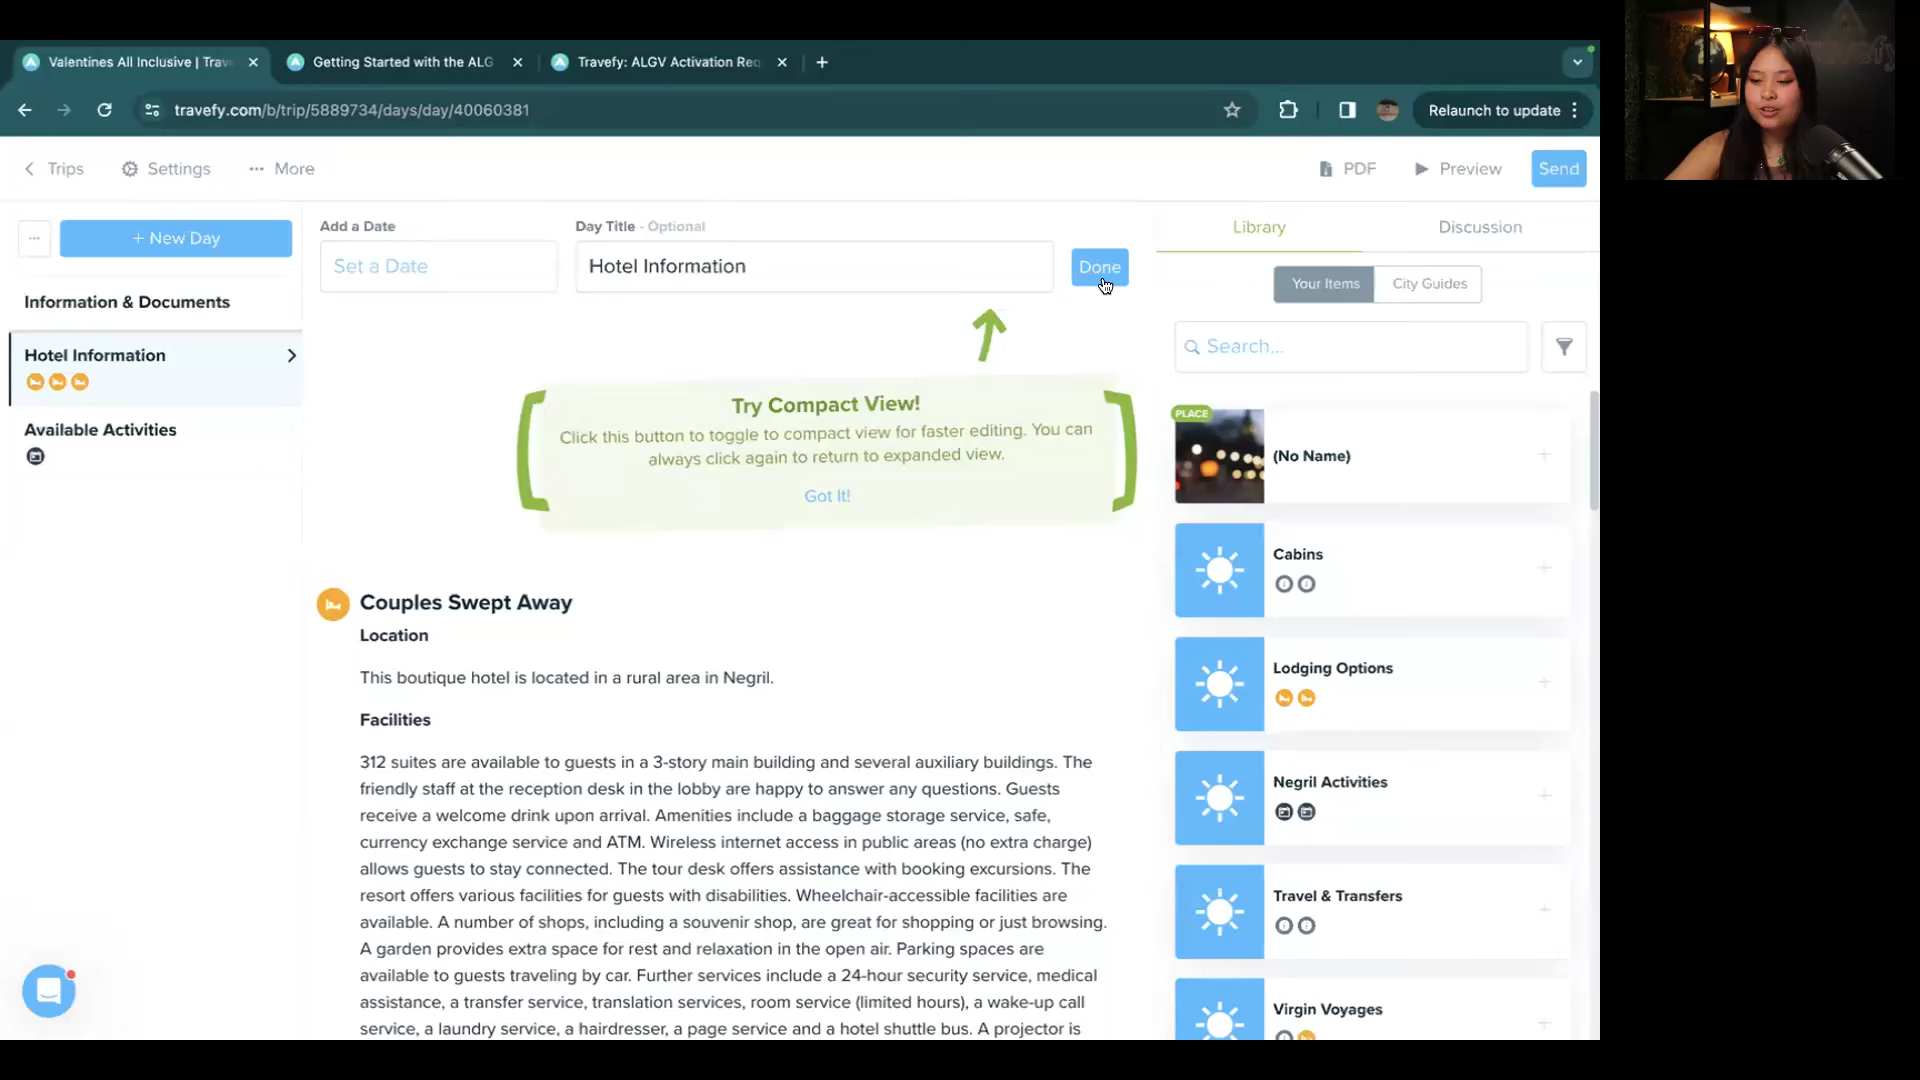 Valentines All Inclusive | Trav
Getting Started with the ALG
Travefy: ALGV Activation Req
travefy.com/b/trip/5889734/days/day/40060381
Relaunch to update
Trips
Settings
More
PDF
Preview
Send
+ New Day
Information & Documents
Hotel Information
Available Activities
Add a Date
Set a Date
Day Title - Optional
Hotel Information
Done
Try Compact View!
Click this button to toggle to compact view for faster editing. You can
always click again to return to expanded view.
Got It!
Couples Swept Away
Location
This boutique hotel is located in a rural area in Negril.
Facilities
312 suites are available to guests in a 3-story main building and several auxiliary buildings. The
friendly staff at the reception desk in the lobby are happy to answer any questions. Guests
receive a welcome drink upon arrival. Amenities include a baggage storage service, safe,
currency exchange service and ATM. Wireless internet access in public areas (no extra charge)
allows guests to stay connected. The tour desk offers assistance with booking excursions. The
resort offers various facilities for guests with disabilities. Wheelchair-accessible facilities are
available. A number of shops, including a souvenir shop, are great for shopping or just browsing.
A garden provides extra space for rest and relaxation in the open air. Parking spaces are
available to guests traveling by car. Further services include a 24-hour security service, medical
assistance, a transfer service, translation services, room service (limited hours), a wake-up call
service, a laundry service, a hairdresser, a page service and a hotel shuttle bus. A projector is
Library
Discussion
Your Items
City Guides
Search...
PLACE
(No Name)
Cabins
Lodging Options
Negril Activities
Travel & Transfers
Virgin Voyages